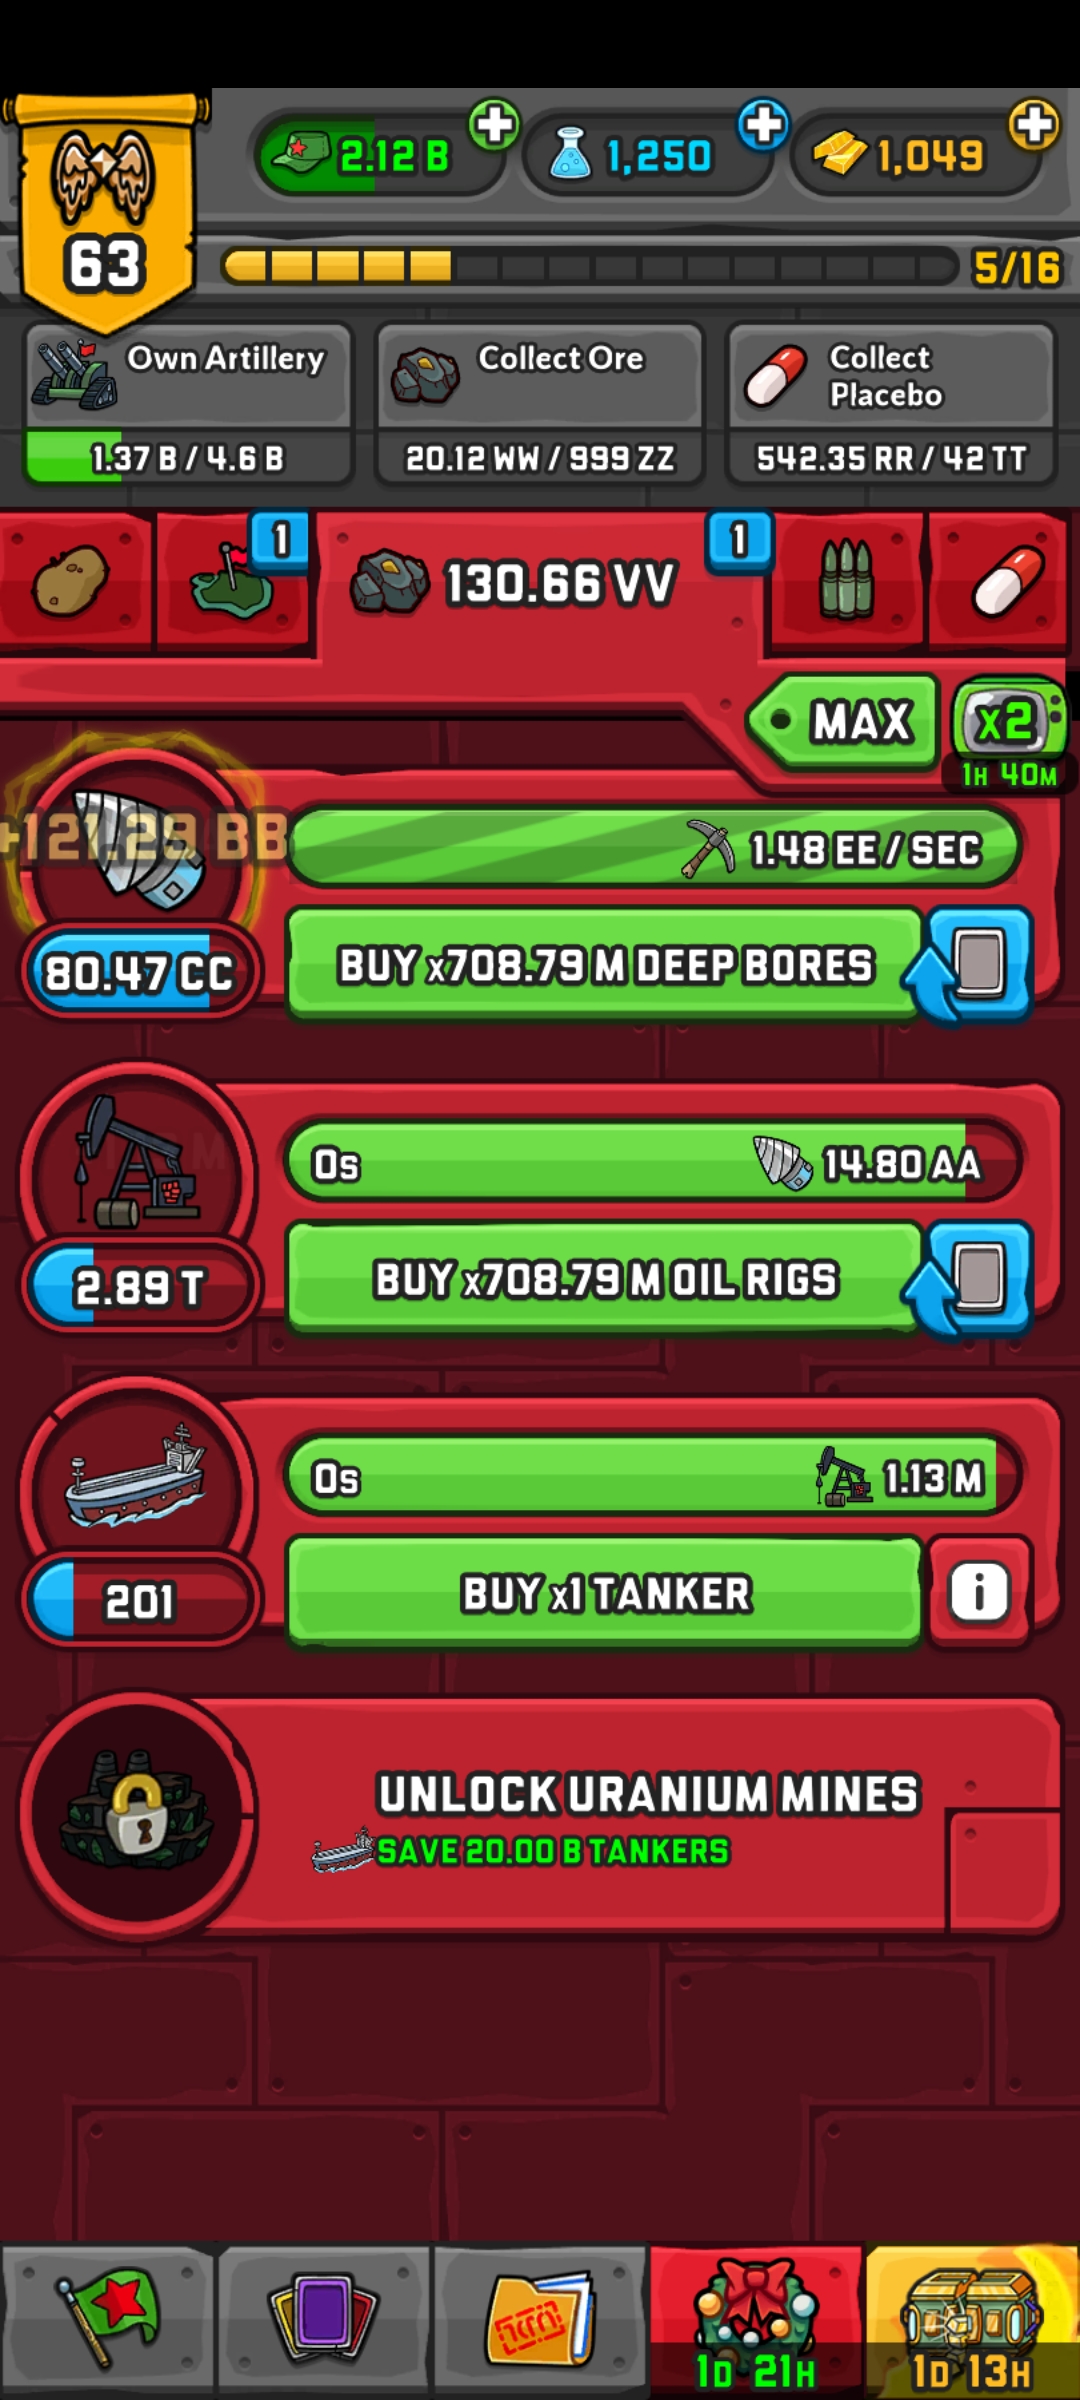 63
2.12 B
1,250
1,049
5/16
Own Artillery
1.37 B / 4.6 B
Collect Ore
20.12 WW / 999 ZZ
Collect
Placebo
542.35 RR / 42 TT
1
130.66 VV
1
MAX
x2
1H 40M
+121.29 BB
1.48 EE / SEC
80.47 CC
BUY x708.79 M DEEP BORES
0s
14.80 AA
2.89 T
BUY x708.79 M OIL RIGS
0s
1.13 M
201
BUY x1 TANKER
i
UNLOCK URANIUM MINES
SAVE 20.00 B TANKERS
1D 21H
1D 13H